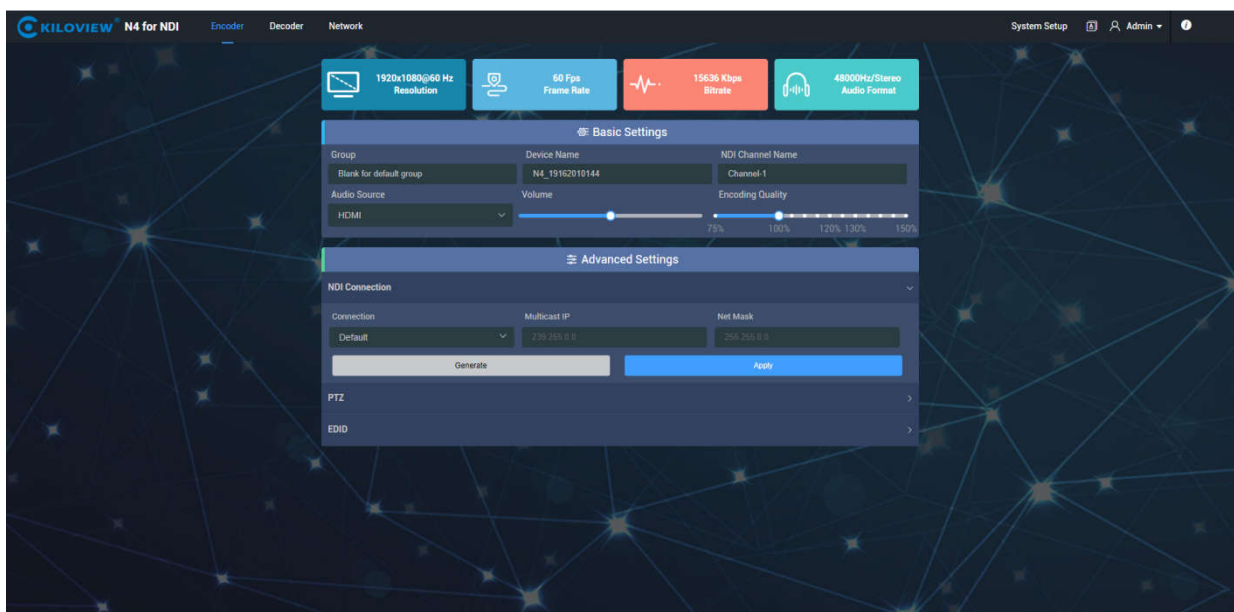 KILOVIEW® N4 for NDI Encoder Decoder Network System Setup Admin
1920x1080@60 Hz
Resolution
60 Fps
Frame Rate
15636 Kbps
Bitrate
48000Hz/Stereo
Audio Format
Basic Settings
Group Device Name NDI Channel Name
Blank for default group N4_19162010144 Channel-1
Audio Source Volume Encoding Quality
HDMI
75% 100% 120% 130% 150%
Advanced Settings
NDI Connection
Connection Multicast IP Net Mask
Default 239.255.0.0 255.255.0.0
Generate Apply
PTZ
EDID